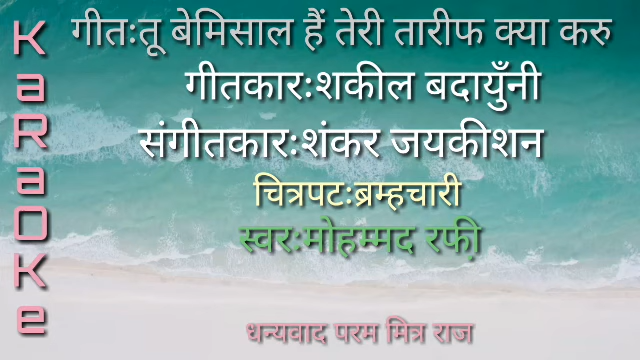 KaRaOKe
गीतः तू बेमिसाल हैं तेरी तारीफ क्या करु
गीतकारःशकील बदायुँनी
संगीतकारःशंकर जयकीशन
चित्रपटःब्रम्हचारी
स्वरःमोहम्मद रफी़
धन्यवाद परम मित्र राज